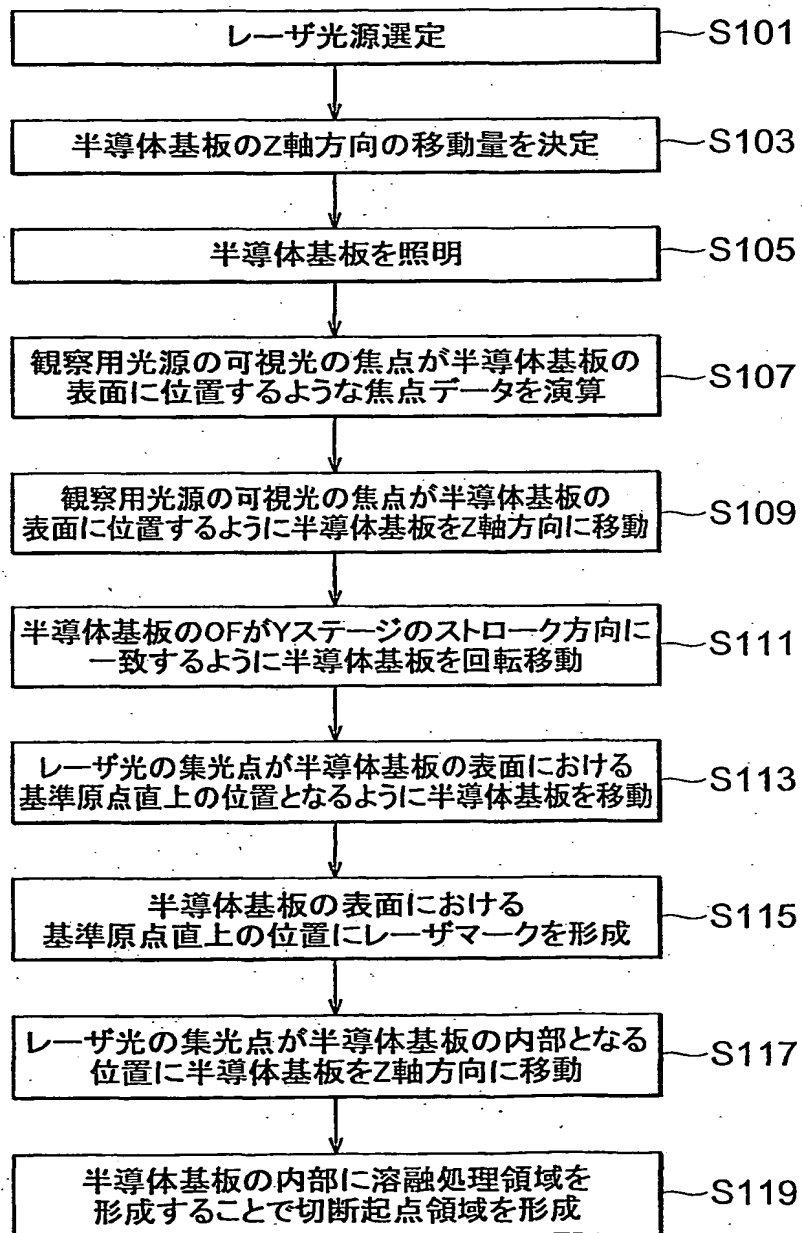 レーザ光源選定
S101
半導体基板のZ軸方向の移動量を決定
S103
半導体基板を照明
S105
観察用光源の可視光の焦点が半導体基板の
表面に位置するような焦点データを演算
S107
観察用光源の可視光の焦点が半導体基板の
表面に位置するように半導体基板をZ軸方向に移動
S109
半導体基板のOFがYステージのストローク方向に
一致するように半導体基板を回転移動
S111
レーザ光の集光点が半導体基板の表面における
基準原点直上の位置となるように半導体基板を移動
S113
半導体基板の表面における
基準原点直上の位置にレーザマークを形成
S115
レーザ光の集光点が半導体基板の内部となる
位置に半導体基板をZ軸方向に移動
S117
半導体基板の内部に溶融処理領域を
形成することで切断起点領域を形成
S119